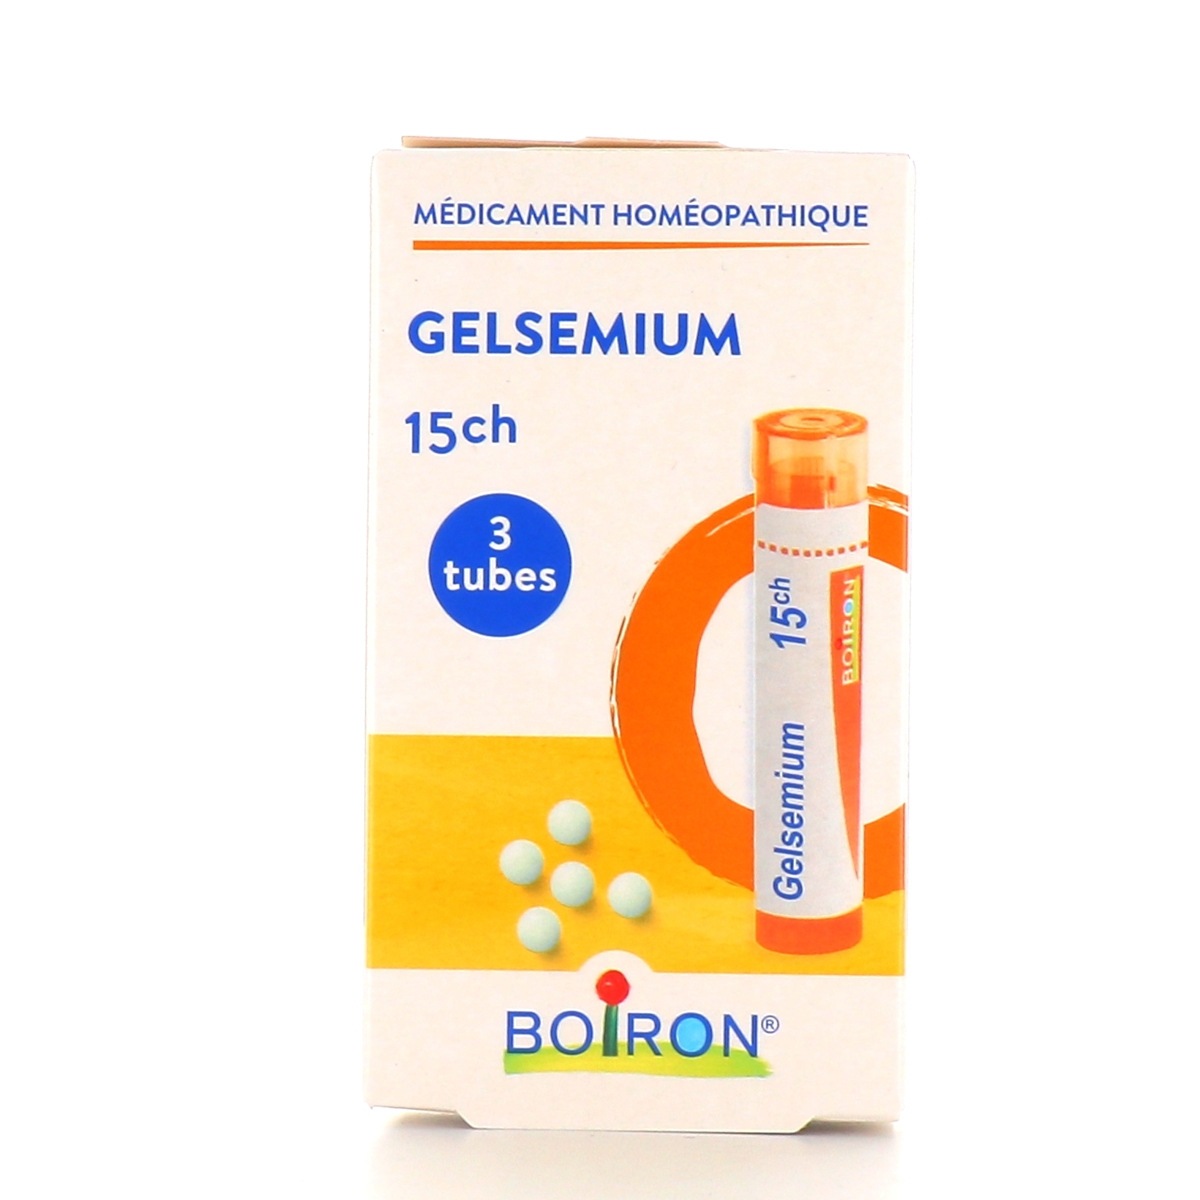 MÉDICAMENT HOMÉOPATHIQUE
GELSEMIUM
15ch
3
tubes
Gelsemium 15ch
BOIRON
BOIRON®